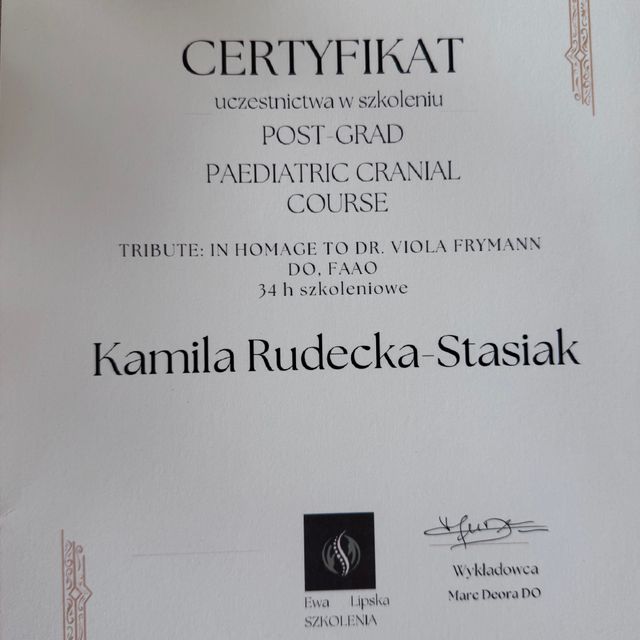 CERTYFIKAT
uczestnictwa w szkoleniu
POST-GRAD
PAEDIATRIC CRANIAL
COURSE
TRIBUTE: IN HOMAGE TO DR. VIOLA FRYMANN
DO, FAAO
34 h szkoleniowe
Kamila Rudecka-Stasiak
Ewa Lipska
SZKOLENIA
Wykładowca
Marc Deora DO